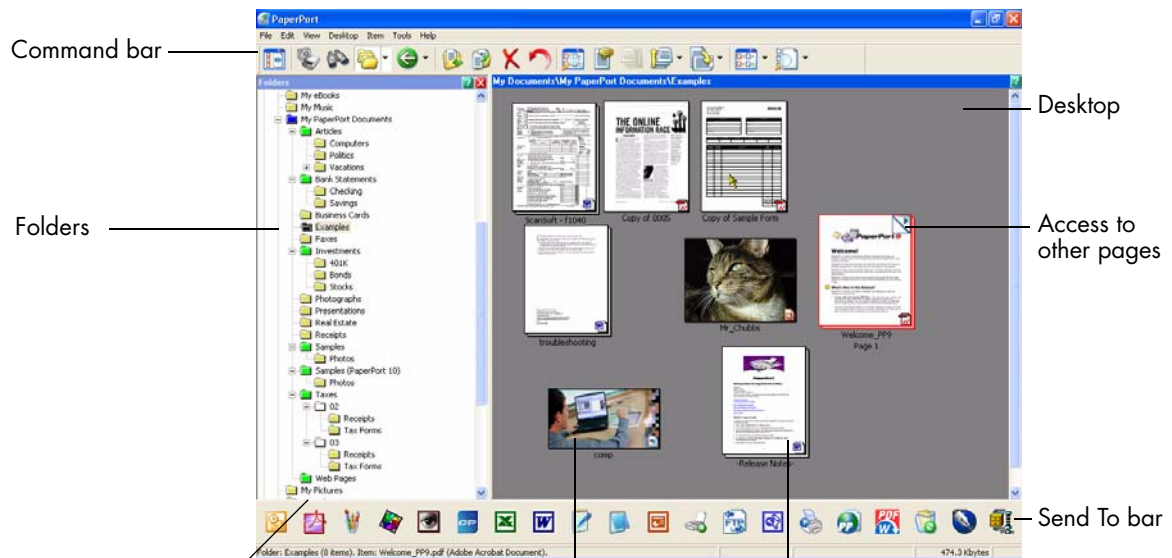 PaperPort
File Edit View Desktop Item Tools Help
Command bar
Folders
My Documents\My PaperPort Documents\Examples
My eBooks
My Music
My PaperPort Documents
Articles
Computers
Politics
Vacations
Bank Statements
Checking
Savings
Business Cards
Examples
Faxes
Investments
401K
Bonds
Stocks
Photographs
Presentations
Real Estate
Receipts
Samples
Photos
Samples (PaperPort 10)
Photos
Taxes
02
Receipts
Tax Forms
03
Receipts
Tax Forms
Web Pages
My Pictures
Folders
THE ONLINE
INFORMATION RACE
ScanSoft - f1040
Copy of 0005
Copy of Sample Form
PaperPort
Welcome!
troubleshooting
Mr_Chubbs
Welcome_PP9
Page 1
comp
-Release Notes-
Desktop
Access to
other pages
Send To bar
Folder: Examples (0 items). Item: Welcome_PP9.pdf (Adobe Acrobat Document).
474.3 Kbytes